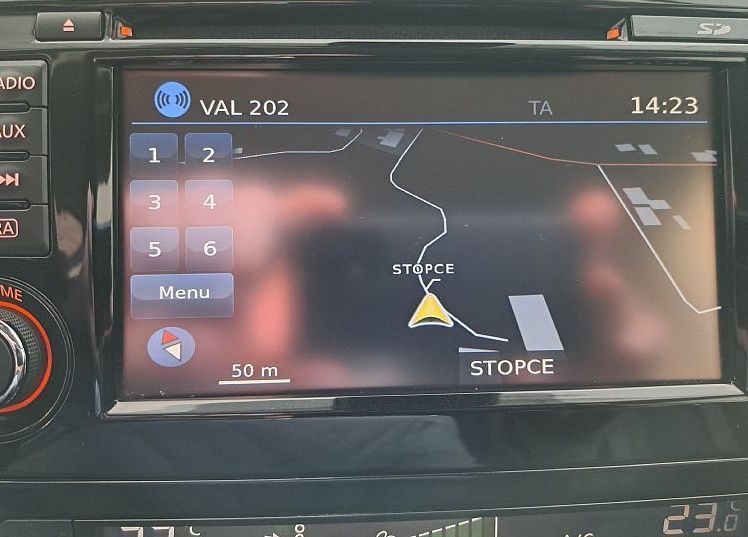 SD
ADIO
AUX
VAL 202 TA 14:23
1 2
3 4
5 6
Menu
STOPCE
50 m
STOPCE
23.0°C